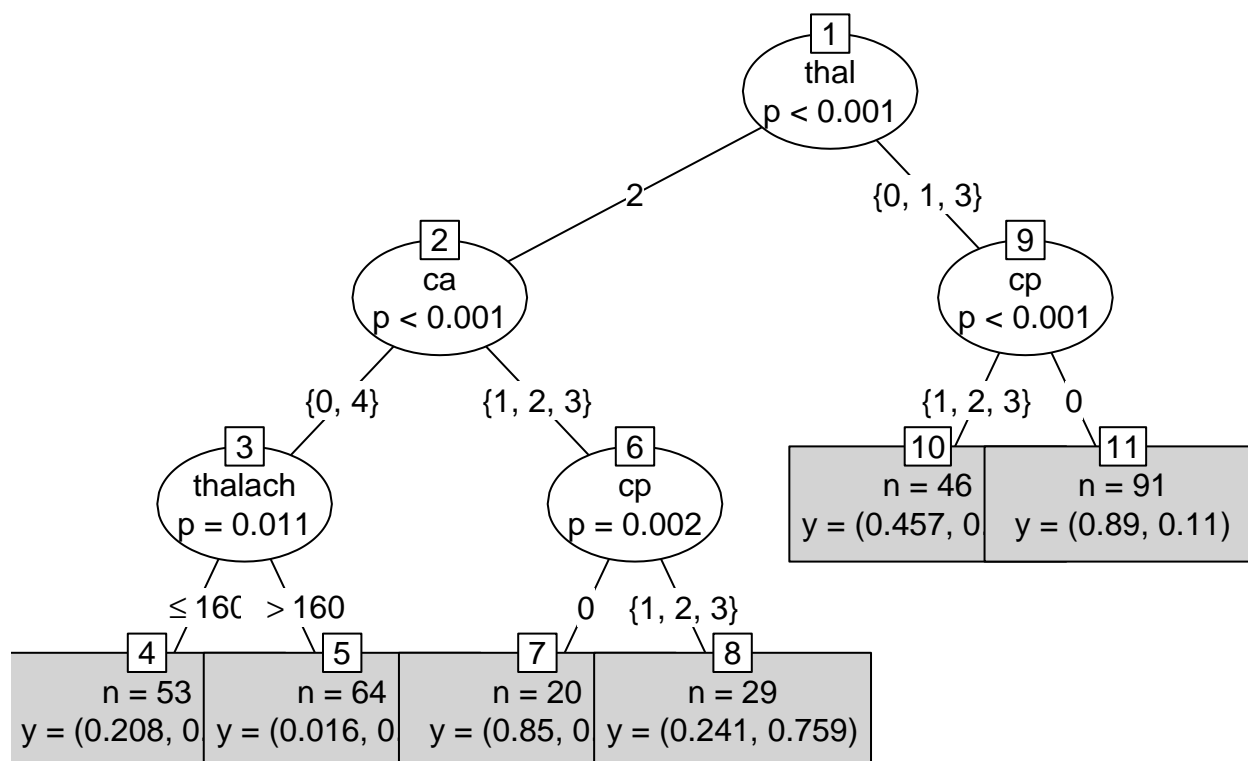 1
thal
p < 0.001
2
{0, 1, 3}
2
ca
p < 0.001
9
cp
p < 0.001
{0, 4}
{1, 2, 3}
{1, 2, 3}
0
3
thalach
p = 0.011
6
cp
p = 0.002
10
n = 46
y = (0.457, 0.
11
n = 91
y = (0.89, 0.11)
≤ 160
> 160
0
{1, 2, 3}
4
n = 53
y = (0.208, 0.
5
n = 64
y = (0.016, 0.
7
n = 20
y = (0.85, 0
8
n = 29
y = (0.241, 0.759)